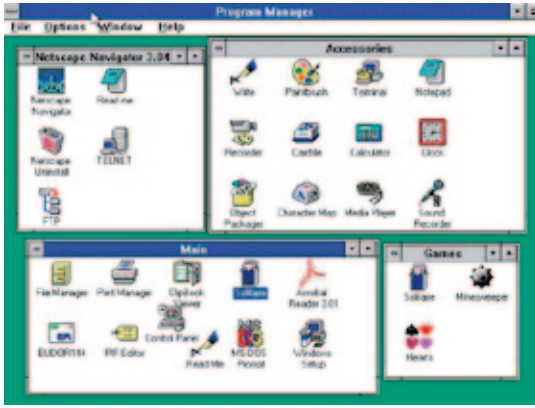 Program Manager
File Options Window Help
Netscape Navigator 3.04
Netscape Navigator
Read me
Netscape Uninstall
TELNET
FTP
Accessories
Write Paintbrush Terminal Notepad
Recorder Cardfile Calculator Clock
Object Packager
Character Map Media Player
Sound Recorder
Main
File Manager Print Manager
ClipBook Viewer
Acrobat Reader 3.01
PIF Editor
Control Panel
Read Me
MS-DOS Prompt
Windows Setup
Games
Solitaire Minesweeper
Hearts